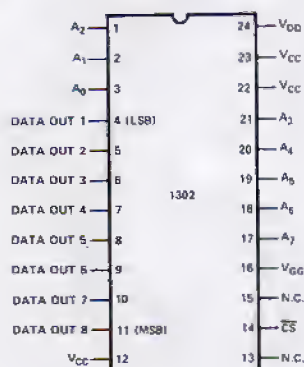 A2 1 24 VDD
A1 2 23 VCC
A0 3 22 VCC
DATA OUT 1 4 (LSB) 21 A3
DATA OUT 2 5 20 A4
DATA OUT 3 6 19 A5
1302
DATA OUT 4 7 18 A6
DATA OUT 5 8 17 A7
DATA OUT 6 9 16 VGG
DATA OUT 7 10 15 N.C.
DATA OUT 8 11 (MSB) 14 CS
VCC 12 13 N.C.